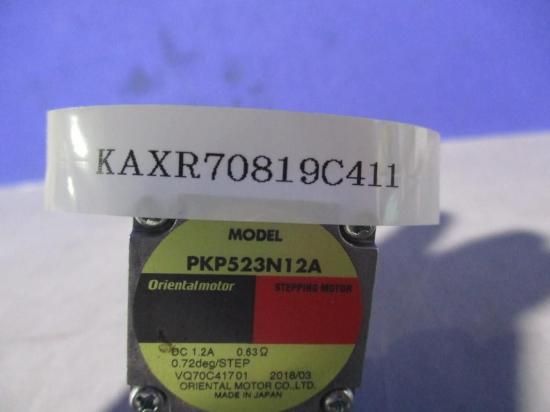 KAXR70819C411
MODEL
PKP523N12A
Orientalmotor
STEPPING MOTOR
DC 1.2A 0.63Ω
0.72deg/STEP
VQ70C41701 2018/03
ORIENTAL MOTOR CO.,LTD.
MADE IN JAPAN